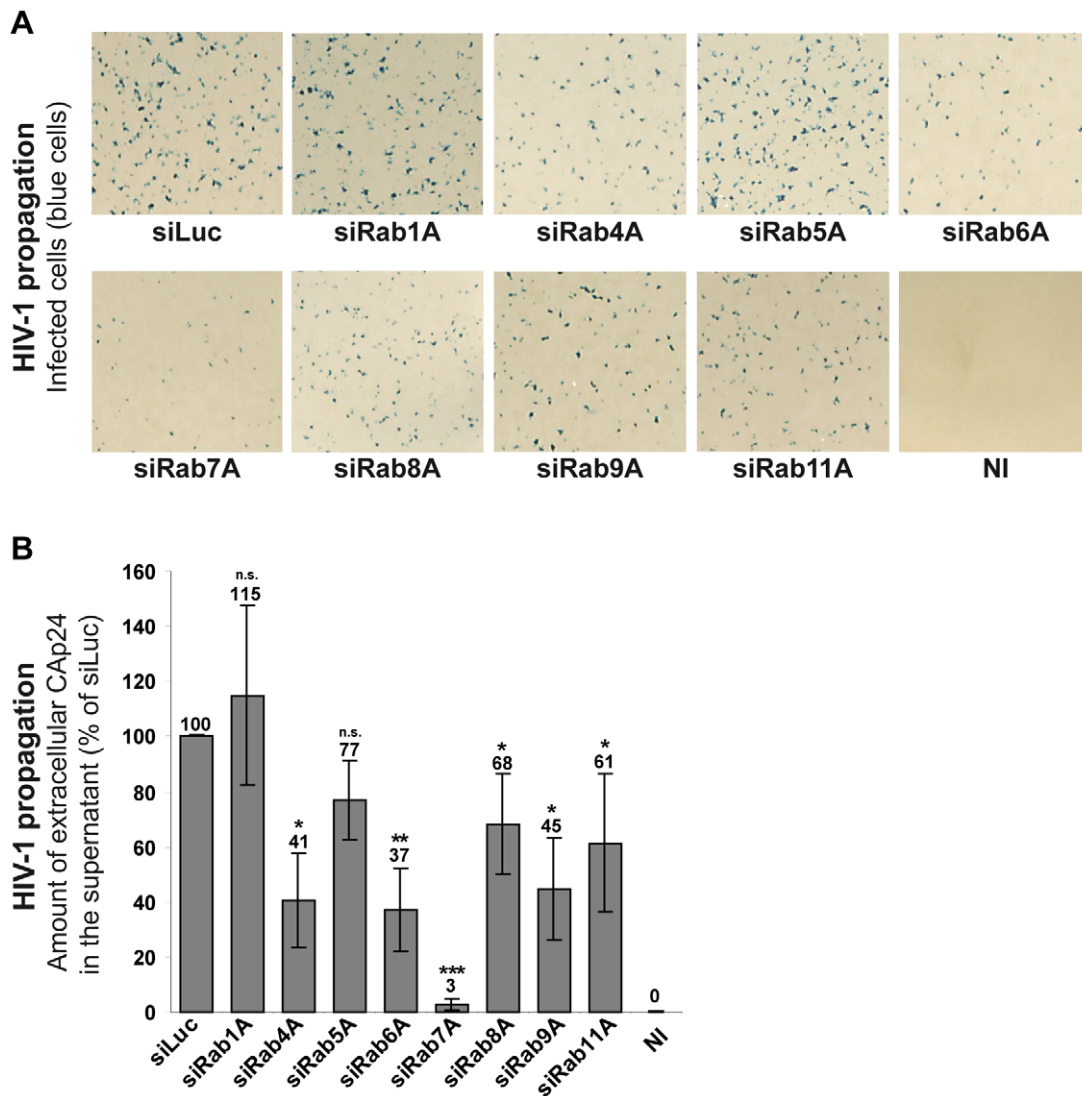 A
HIV-1 propagation
Infected cells (blue cells)
siLuc
siRab1A
siRab4A
siRab5A
siRab6A
siRab7A
siRab8A
siRab9A
siRab11A
NI
B
HIV-1 propagation
Amount of extracellular CAp24
in the supernatant (% of siLuc)
160
140
120
100
80
60
40
20
0
100
n.s.
115
*
41
n.s.
77
**
37
***
3
*
68
*
45
*
61
0
siLuc
siRab1A
siRab4A
siRab5A
siRab6A
siRab7A
siRab8A
siRab9A
siRab11A
NI